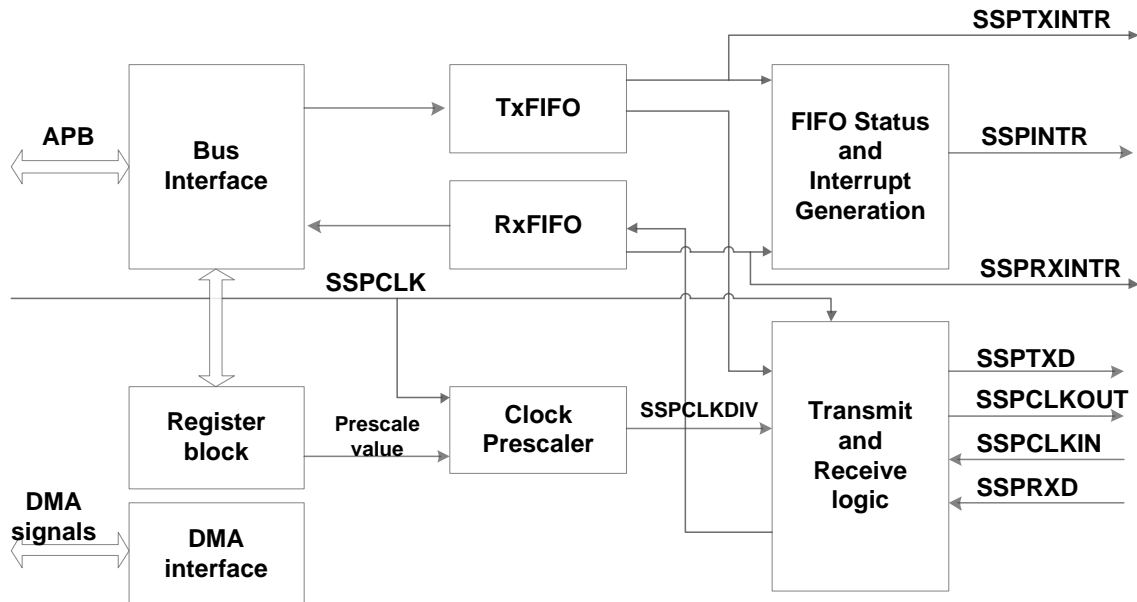 SSPTXINTR
APB
Bus
Interface
TxFIFO
FIFO Status
and
Interrupt
Generation
SSPINTR
RxFIFO
SSPCLK
SSPRXINTR
Register
block
Prescale
value
Clock
Prescaler
SSPCLKDIV
Transmit
and
Receive
logic
SSPTXD
SSPCLKOUT
SSPCLKIN
SSPRXD
DMA
signals
DMA
interface